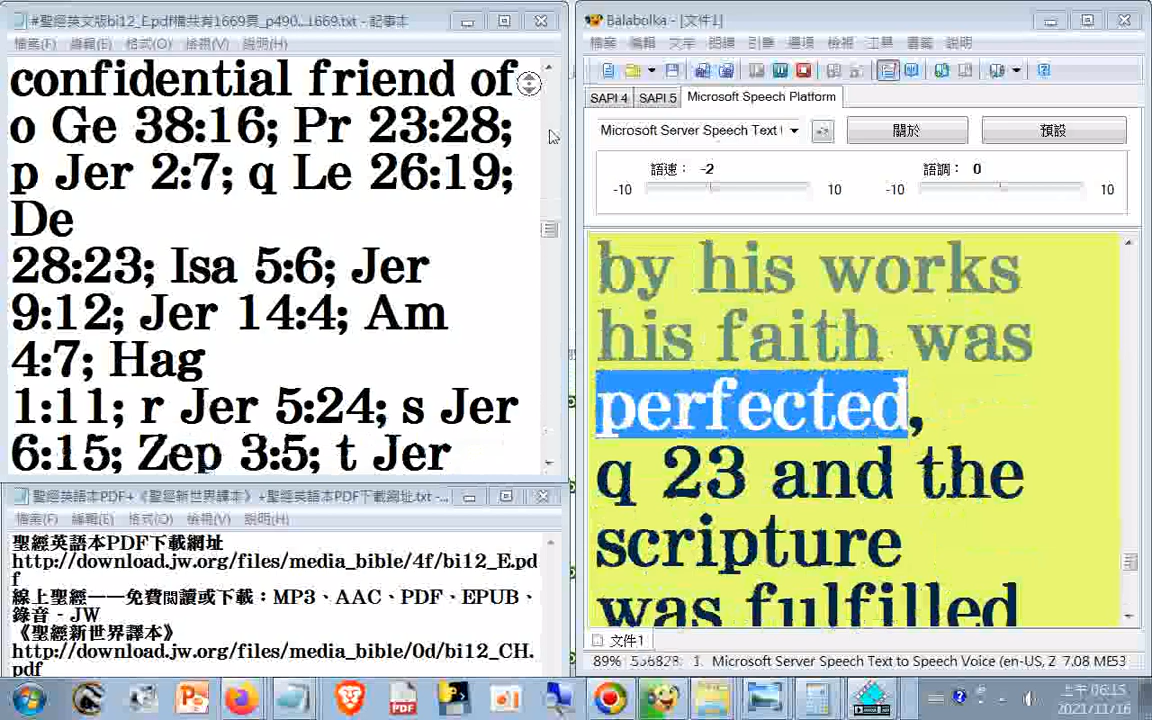 #聖經英文版bi12_E.pdf檔共有1669頁_p490...1669.txt - 記事本
檔案(F) 編輯(E) 格式(O) 檢視(V) 說明(H)
confidential friend of
o Ge 38:16; Pr 23:28;
p Jer 2:7; q Le 26:19;
De
28:23; Isa 5:6; Jer
9:12; Jer 14:4; Am
4:7; Hag
1:11; r Jer 5:24; s Jer
6:15; Zep 3:5; t Jer
聖經英語本PDF+《聖經新世界譯本》+聖經英語本PDF下載網址.txt - ...
檔案(F) 編輯(E) 格式(O) 檢視(V) 說明(H)
聖經英語本PDF下載網址
http://download.jw.org/files/media_bible/4f/bi12_E.pd
f
線上聖經——免費閱讀或下載：MP3、AAC、PDF、EPUB、
錄音 - JW
《聖經新世界譯本》
http://download.jw.org/files/media_bible/0d/bi12_CH.
pdf
Balabolka - [文件1]
檔案 編輯 文字 朗讀 引擎 選項 檢視 工具 書籤 說明
SAPI 4 SAPI 5 Microsoft Speech Platform
Microsoft Server Speech Text 關於 預設
語速： -2 語調： 0
-10 10 -10 10
by his works
his faith was
perfected,
q 23 and the
scripture
was fulfilled
文件1
89% 1. Microsoft Server Speech Text to Speech Voice (en-US, Z 7.08 ME53
上午 06:15
2021/11/16